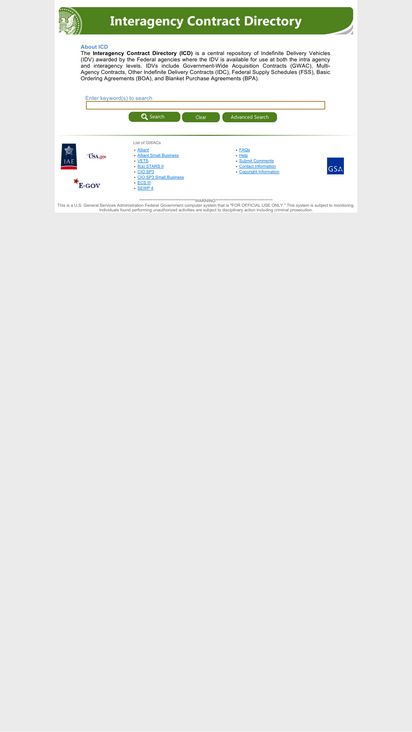 Interagency Contract Directory
About ICD
The Interagency Contract Directory (ICD) is a central repository of Indefinite Delivery Vehicles
(IDV) awarded by the Federal agencies where the IDV is available for use at both the intra agency
and interagency levels. IDVs include Government-Wide Acquisition Contracts (GWAC), Multi-
Agency Contracts, Other Indefinite Delivery Contracts (IDC), Federal Supply Schedules (FSS), Basic
Ordering Agreements (BOA), and Blanket Purchase Agreements (BPA).
Enter keyword(s) to search
Search
Clear
Advanced Search
List of GWACs
Alliant
Alliant Small Business
VETS
8(a) STARS II
CIO SP3
CIO SP3 Small Business
ECS III
SEWP 4
FAQs
Help
Submit Comments
Contact Information
Copyright Information
IAE
USA.gov
E-GOV
GSA
WARNING
This is a U.S. General Services Administration Federal Government computer system that is "FOR OFFICIAL USE ONLY." This system is subject to monitoring.
Individuals found performing unauthorized activities are subject to disciplinary action including criminal prosecution.